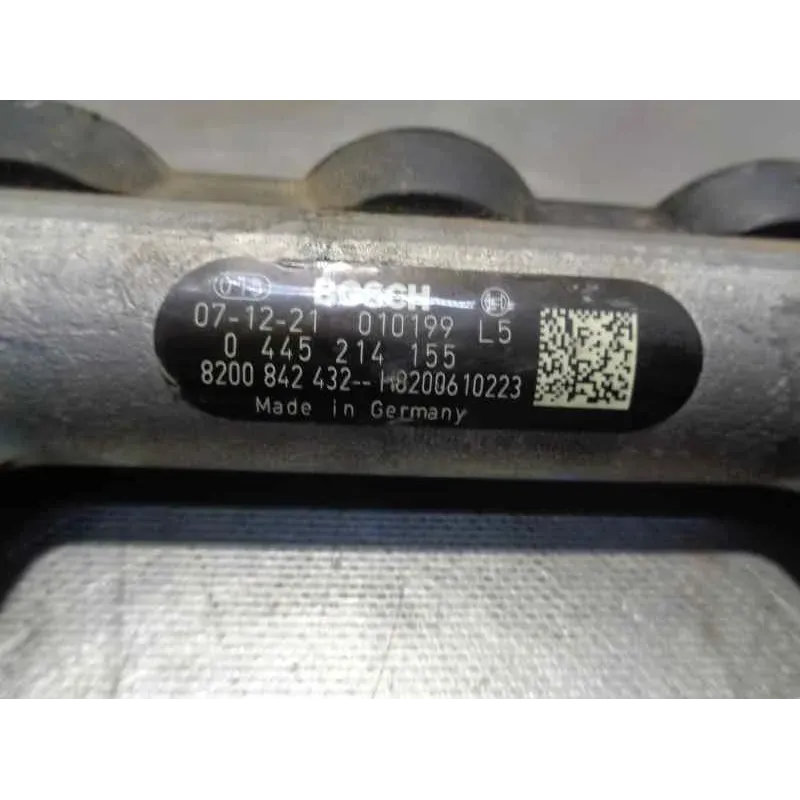 BOSCH
07-12-21 010199 L5
0 445 214 155
8200 842 432-- H8200610223
Made in Germany